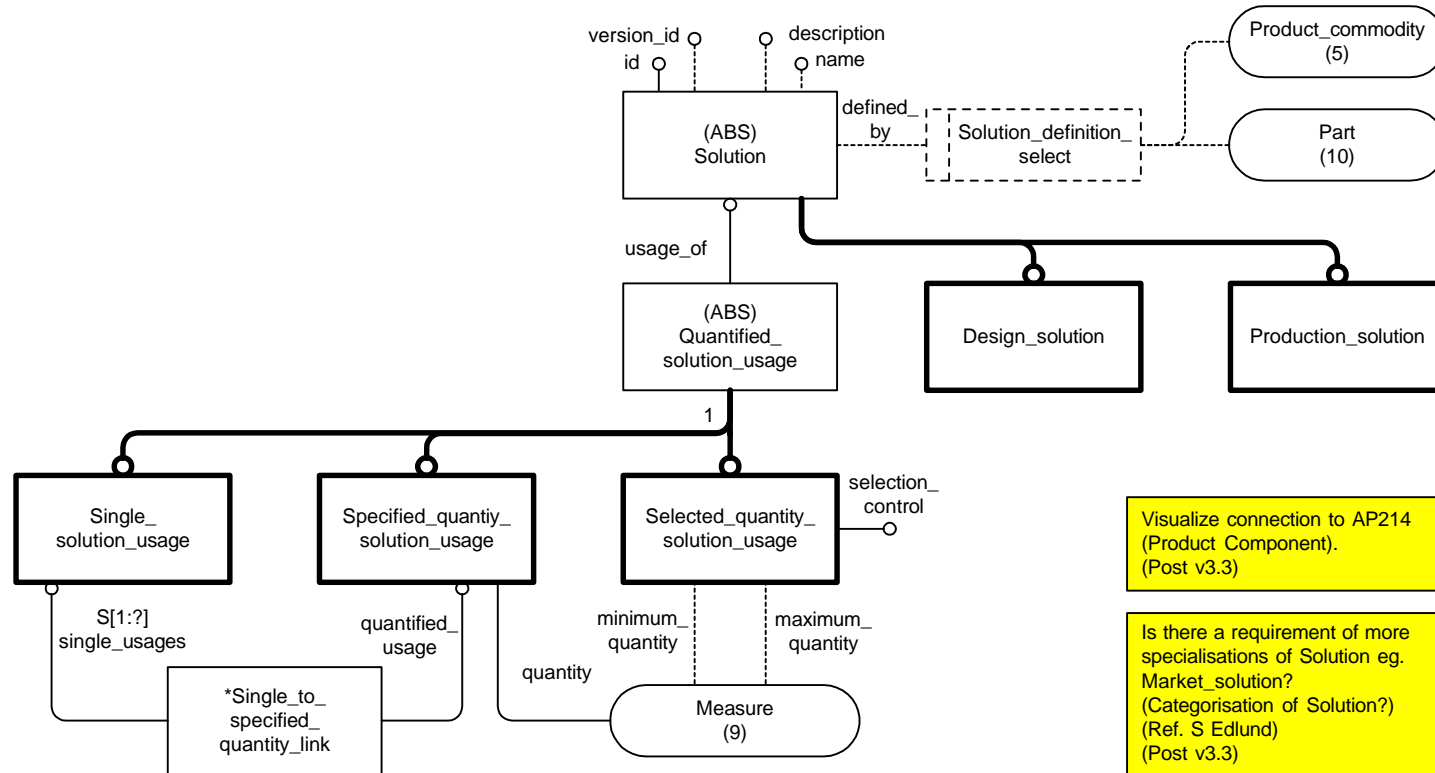 version_id
description
id
name
Product_commodity
(5)
(ABS)
Solution
defined_
by
Solution_definition_
select
Part
(10)
usage_of
(ABS)
Quantified_
solution_usage
Design_solution
Production_solution
1
Single_
solution_usage
Specified_quantiy_
solution_usage
Selected_quantity_
solution_usage
selection_
control
Visualize connection to AP214
(Product Component).
(Post v3.3)
S[1:?]
single_usages
quantified_
usage
quantity
minimum_
quantity
maximum_
quantity
*Single_to_
specified_
quantity_link
Measure
(9)
Is there a requirement of more
specialisations of Solution eg.
Market_solution?
(Categorisation of Solution?)
(Ref. S Edlund)
(Post v3.3)